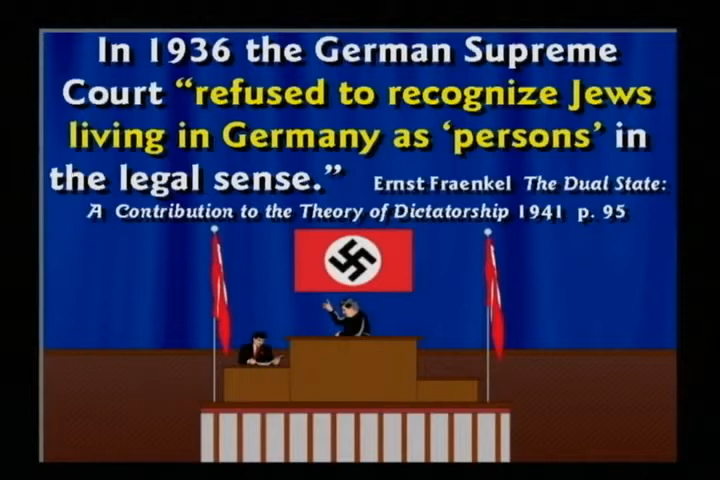 In 1936 the German Supreme
Court “refused to recognize Jews
living in Germany as ‘persons’ in
the legal sense.” Ernst Fraenkel The Dual State:
A Contribution to the Theory of Dictatorship 1941 p. 95